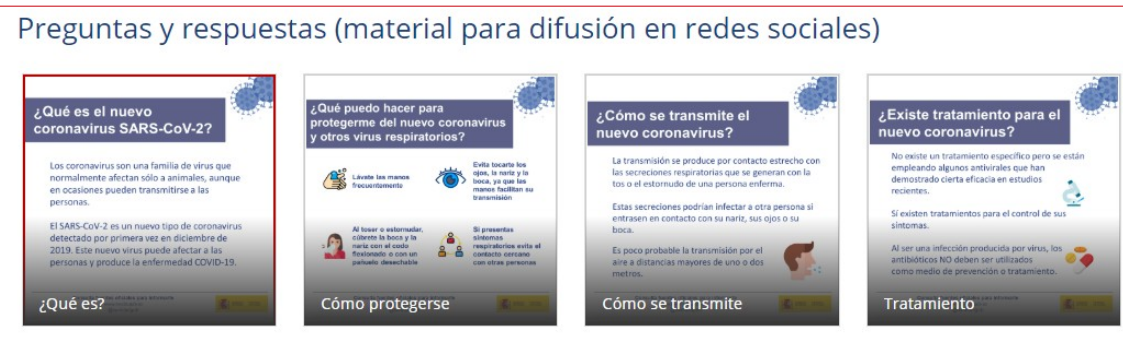 Preguntas y respuestas (material para difusión en redes sociales)
¿Qué es el nuevo
coronavirus SARS-CoV-2?
Los coronavirus son una familia de virus que
normalmente afectan sólo a animales, aunque
en ocasiones pueden transmitirse a las
personas.
El SARS-CoV-2 es un nuevo tipo de coronavirus
detectado por primera vez en diciembre de
2019. Este nuevo virus puede afectar a las
personas y produce la enfermedad COVID-19.
¿Qué es?
¿Qué puedo hacer para
protegerme del nuevo coronavirus
y otros virus respiratorios?
Lávate las manos
frecuentemente
Evita tocarte los
ojos, la nariz y la
boca, ya que las
manos facilitan su
transmisión
Al toser o estornudar,
cúbrete la boca y la
nariz con el codo
flexionado o con un
pañuelo desechable
Si presentas
síntomas
respiratorios evita el
contacto cercano
con otras personas
Cómo protegerse
¿Cómo se transmite el
nuevo coronavirus?
La transmisión se produce por contacto estrecho con
las secreciones respiratorias que se generan con la
tos o el estornudo de una persona enferma.
Estas secreciones podrían infectar a otra persona si
entrasen en contacto con su nariz, sus ojos o su
boca.
Es poco probable la transmisión por el
aire a distancias mayores de uno o dos
metros.
Cómo se transmite
¿Existe tratamiento para el
nuevo coronavirus?
No existe un tratamiento específico pero se están
empleando algunos antivirales que han
demostrado cierta eficacia en estudios
recientes.
Sí existen tratamientos para el control de sus
síntomas.
Al ser una infección producida por virus, los
antibióticos NO deben ser utilizados
como medio de prevención o tratamiento.
Tratamiento